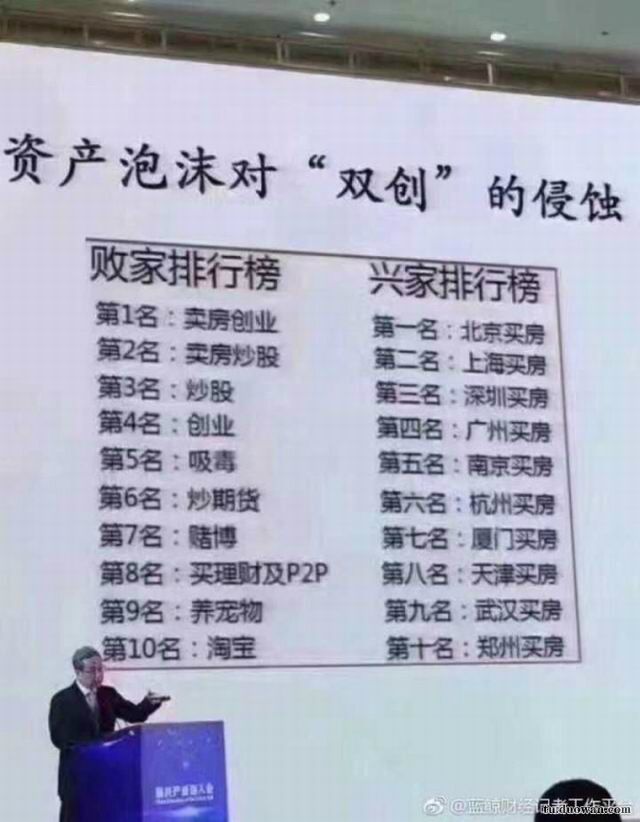 资产泡沫对“双创”的侵蚀
败家排行榜
第1名：卖房创业
第2名：卖房炒股
第3名：炒股
第4名：创业
第5名：吸毒
第6名：炒期货
第7名：赌博
第8名：买理财及P2P
第9名：养宠物
第10名：淘宝
兴家排行榜
第一名：北京买房
第二名：上海买房
第三名：深圳买房
第四名：广州买房
第五名：南京买房
第六名：杭州买房
第七名：厦门买房
第八名：天津买房
第九名：武汉买房
第十名：郑州买房
@蓝鲸财经记者工作平台